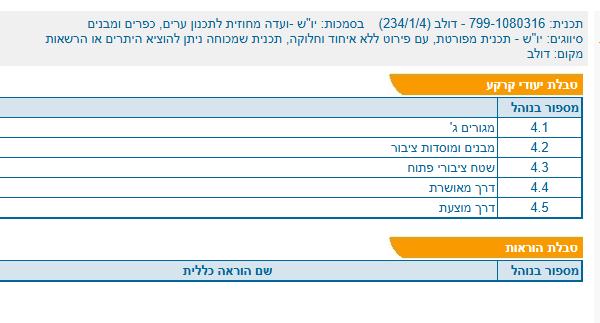 תכנית: 799-1080316 - דולב (234/1/4) בסמכות: יו"ש -ועדה מחוזית לתכנון ערים, כפרים ומבנים
סיווגים: יו"ש - תכנית מפורטת, עם פירוט ללא איחוד וחלוקה, תכנית שמכוחה ניתן להוציא היתרים או הרשאות
מקום: דולב
טבלת יעודי קרקע
מספור בנוהל
4.1 מגורים ג'
4.2 מבנים ומוסדות ציבור
4.3 שטח ציבורי פתוח
4.4 דרך מאושרת
4.5 דרך מוצעת
טבלת הוראות
מספור בנוהל שם הוראה כללית